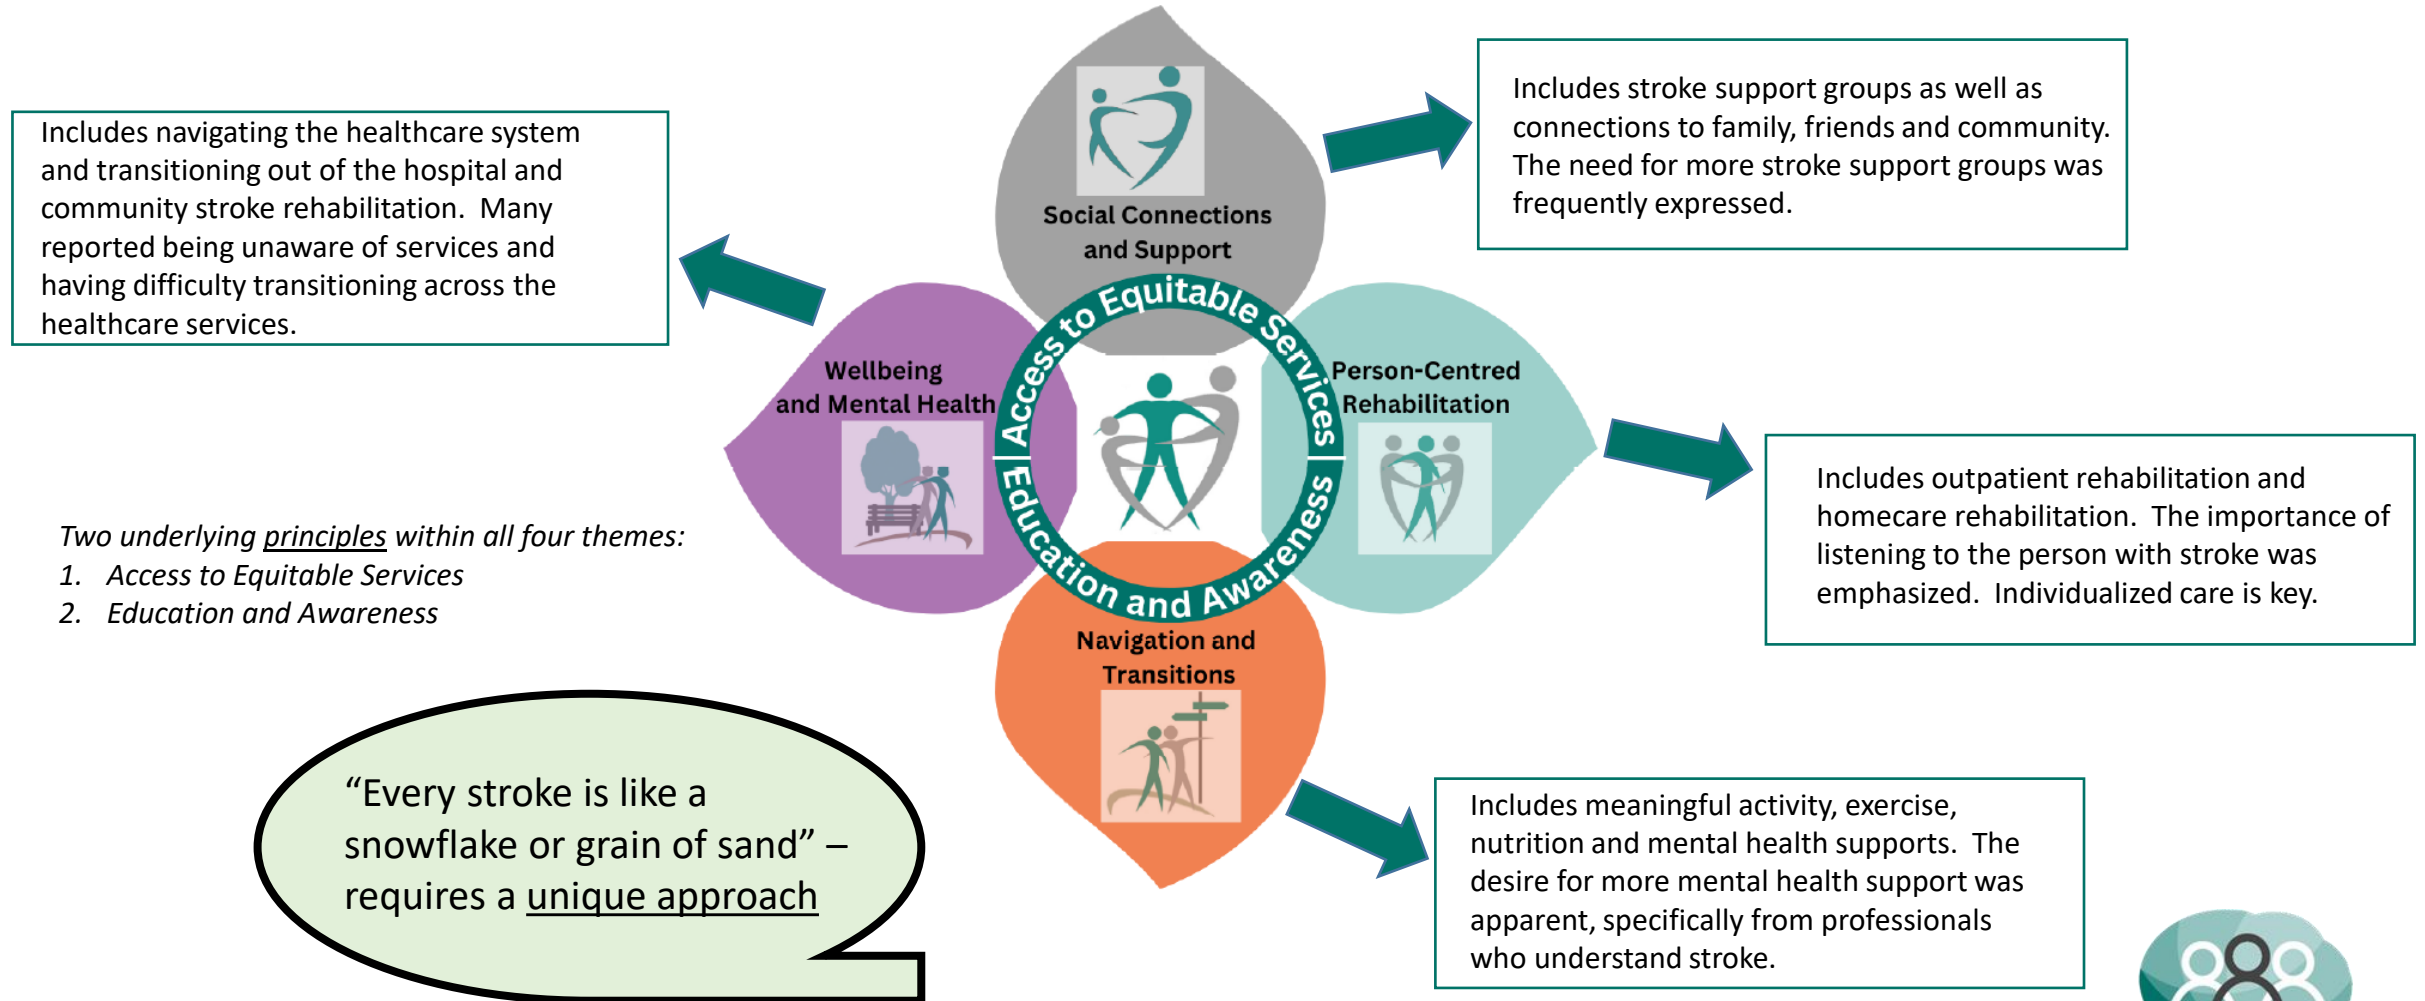 Includes navigating the healthcare system
and transitioning out of the hospital and
community stroke rehabilitation.  Many
reported being unaware of services and
having difficulty transitioning across the
healthcare services.
Social Connections
and Support
Includes stroke support groups as well as
connections to family, friends and community.
The need for more stroke support groups was
frequently expressed.
Access to Equitable Services
Education and Awareness
Wellbeing
and Mental Health
Person-Centred
Rehabilitation
Includes outpatient rehabilitation and
homecare rehabilitation.  The importance of
listening to the person with stroke was
emphasized.  Individualized care is key.
Two underlying principles within all four themes:
1. Access to Equitable Services
2. Education and Awareness
Navigation and
Transitions
Includes meaningful activity, exercise,
nutrition and mental health supports.  The
desire for more mental health support was
apparent, specifically from professionals
who understand stroke.
“Every stroke is like a
snowflake or grain of sand” –
requires a unique approach